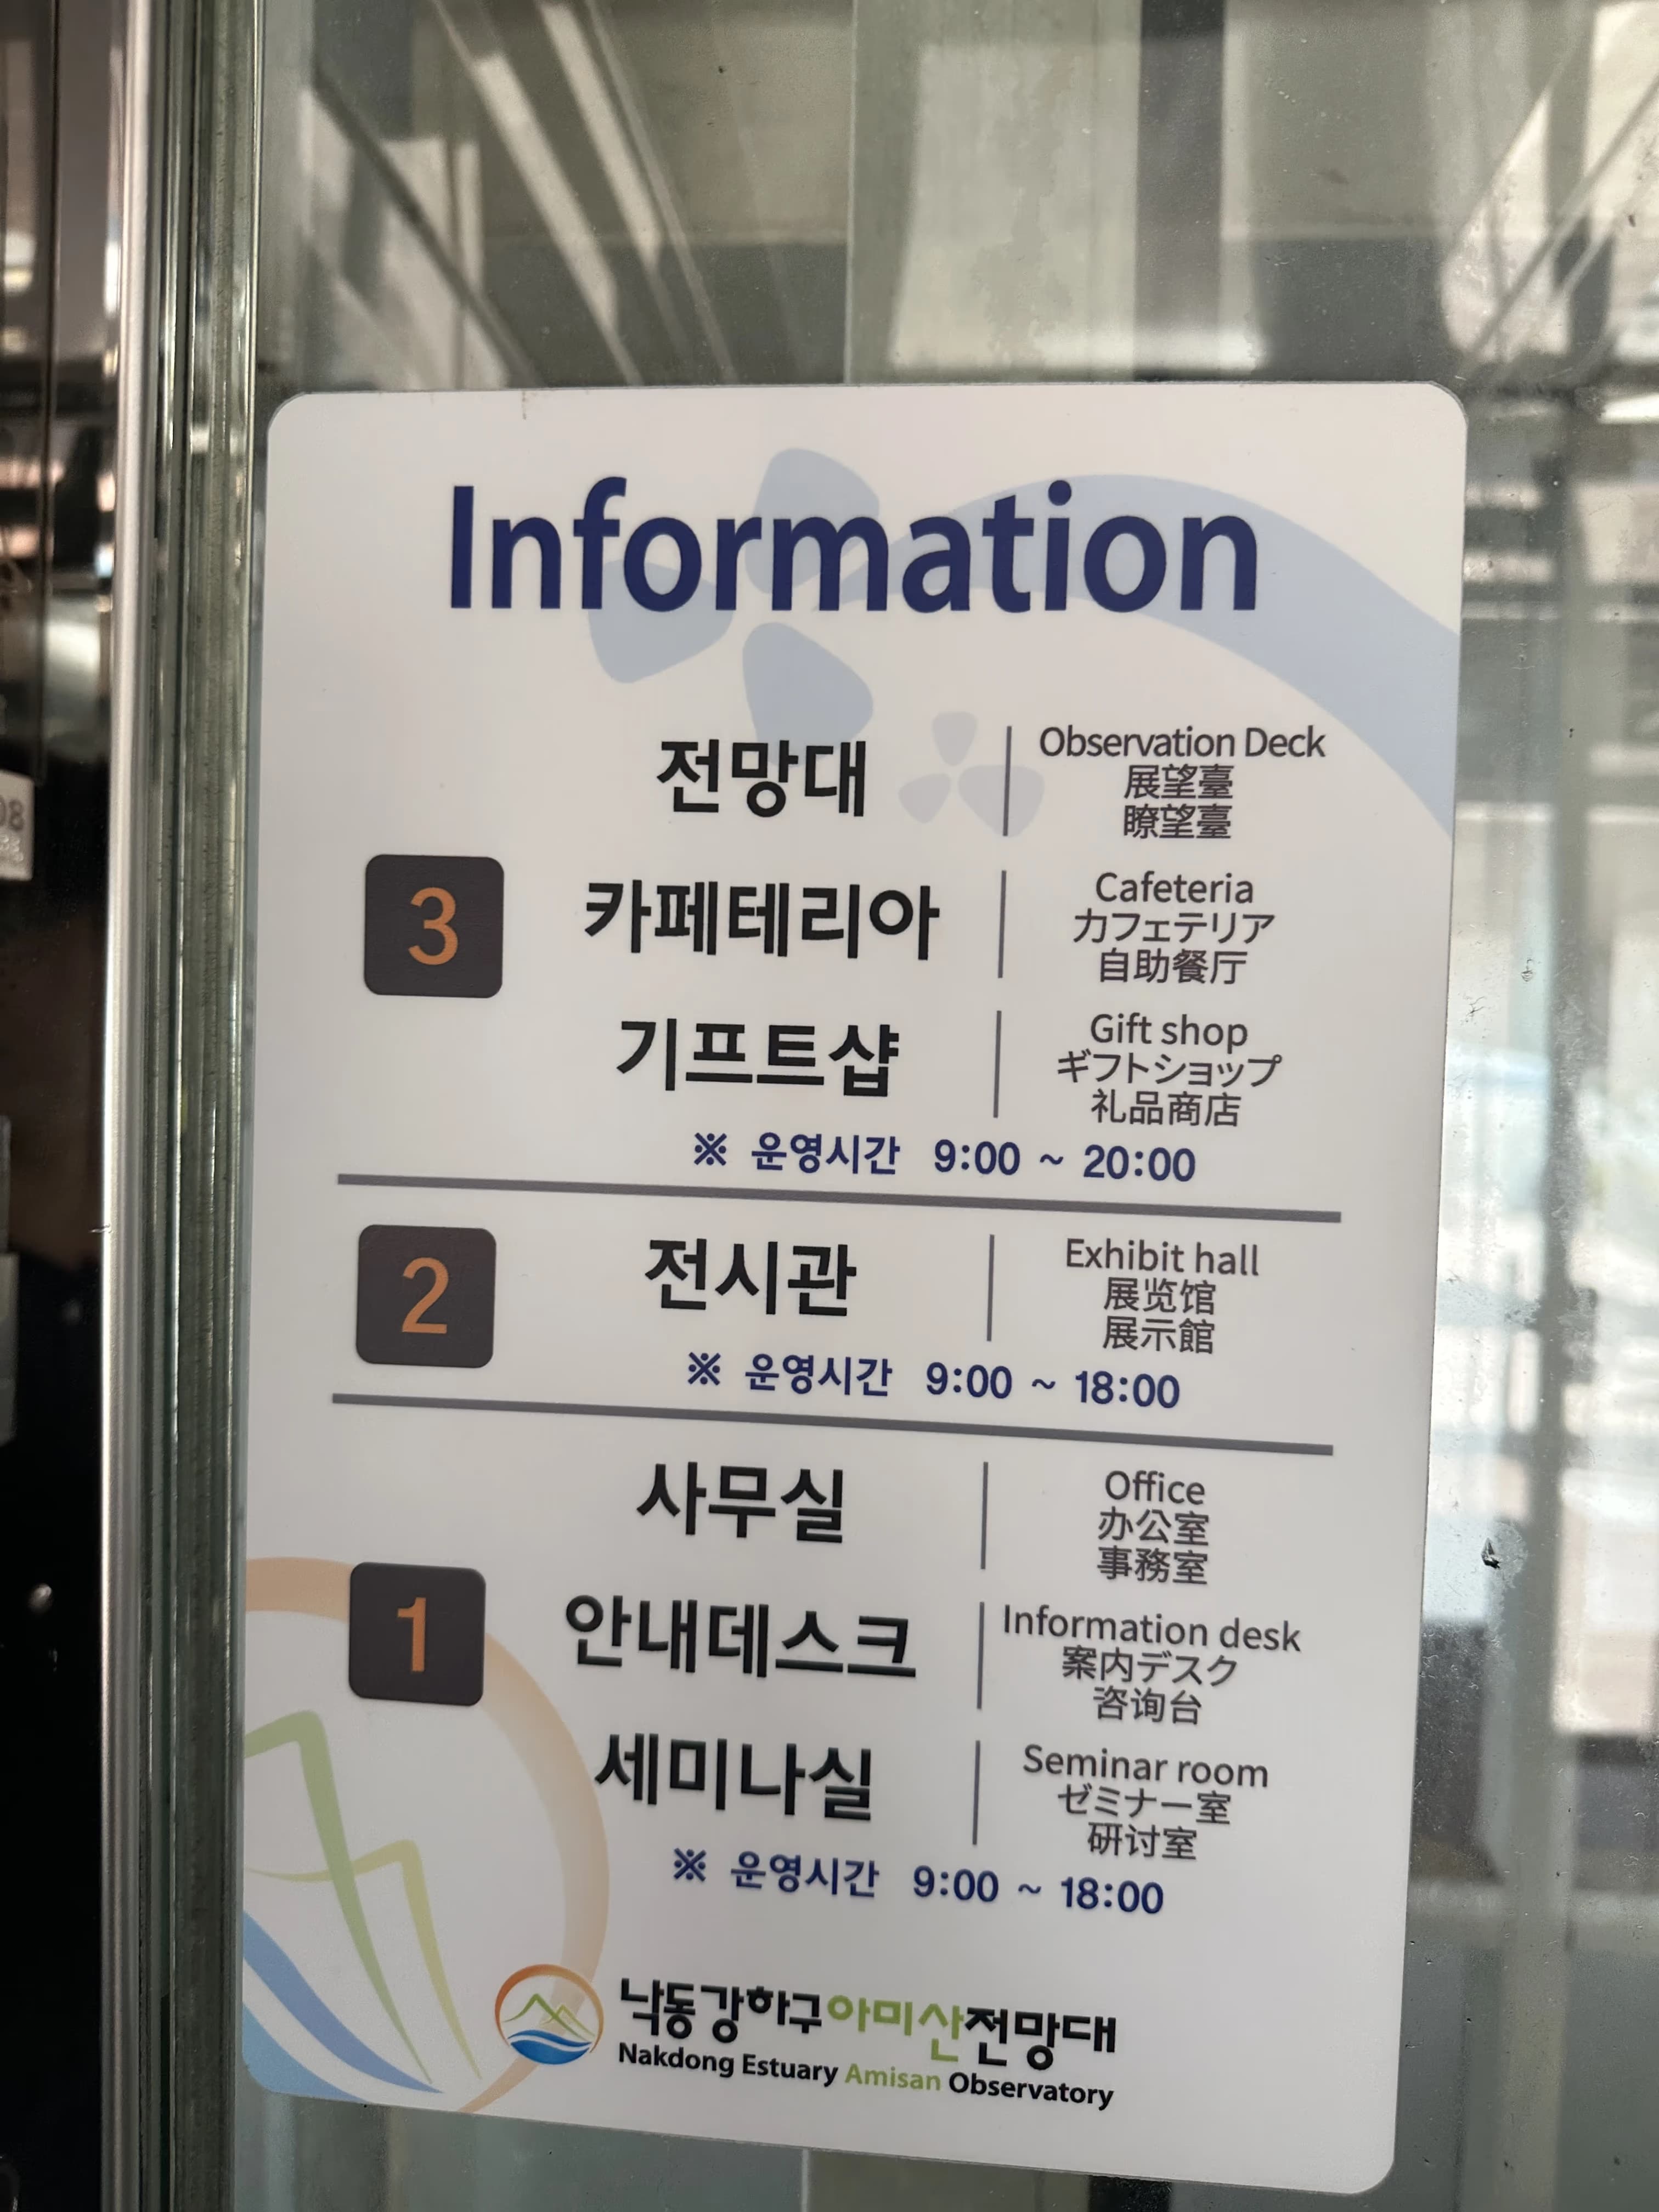 Information
3
전망대
Observation Deck
展望臺
瞭望臺
카페테리아
Cafeteria
カフェテリア
自助餐厅
기프트샵
Gift shop
ギフトショップ
礼品商店
※ 운영시간 9:00 ~ 20:00
2
전시관
Exhibit hall
展览馆
展示館
※ 운영시간 9:00 ~ 18:00
1
사무실
Office
办公室
事務室
안내데스크
Information desk
案内デスク
咨询台
세미나실
Seminar room
ゼミナー室
研讨室
※ 운영시간 9:00 ~ 18:00
낙동강하구아미산전망대
Nakdong Estuary Amisan Observatory